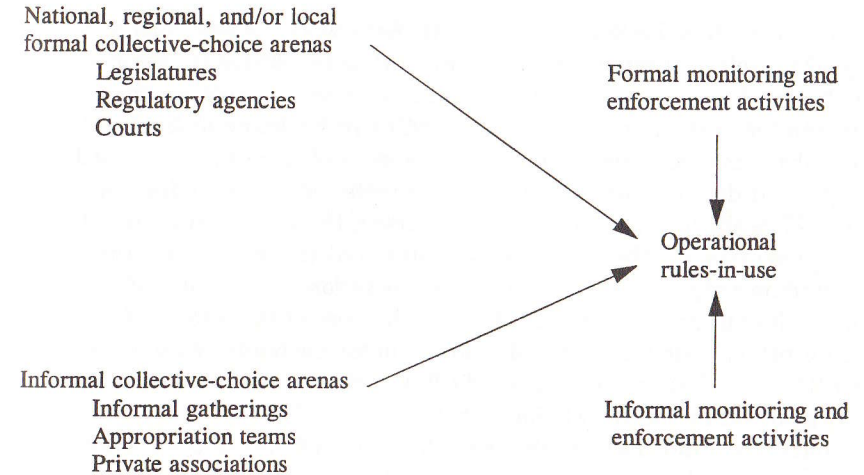 National, regional, and/or local
formal collective-choice arenas
Legislatures
Regulatory agencies
Courts
Formal monitoring and
enforcement activities
Operational
rules-in-use
Informal collective-choice arenas
Informal gatherings
Appropriation teams
Private associations
Informal monitoring and
enforcement activities